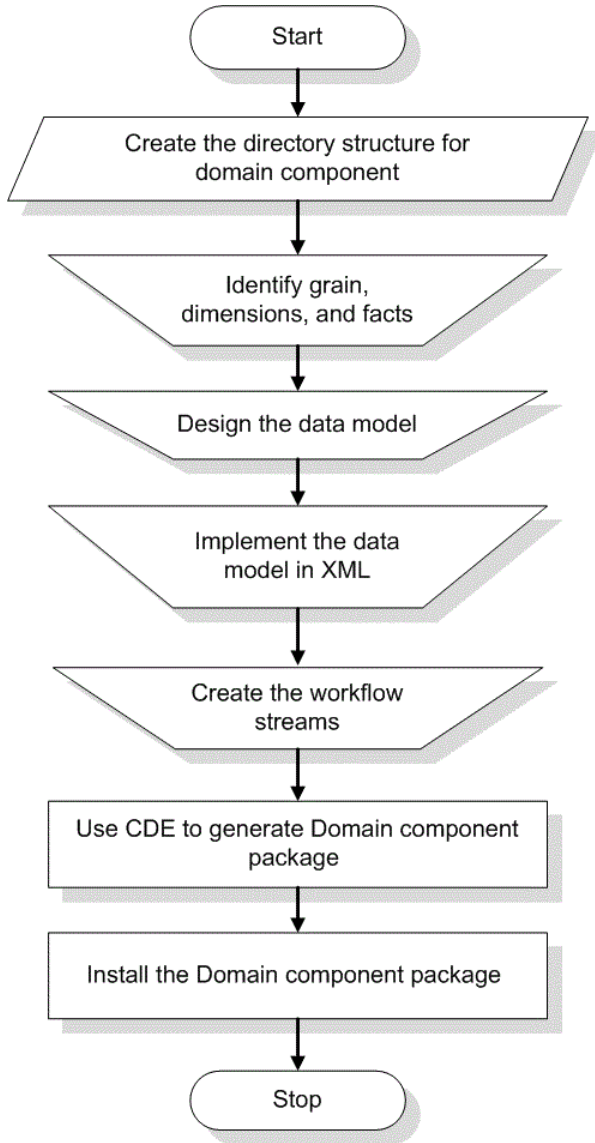 Start
Create the directory structure for
domain component
Identify grain,
dimensions, and facts
Design the data model
Implement the data
model in XML
Create the workflow
streams
Use CDE to generate Domain component
package
Install the Domain component package
Stop